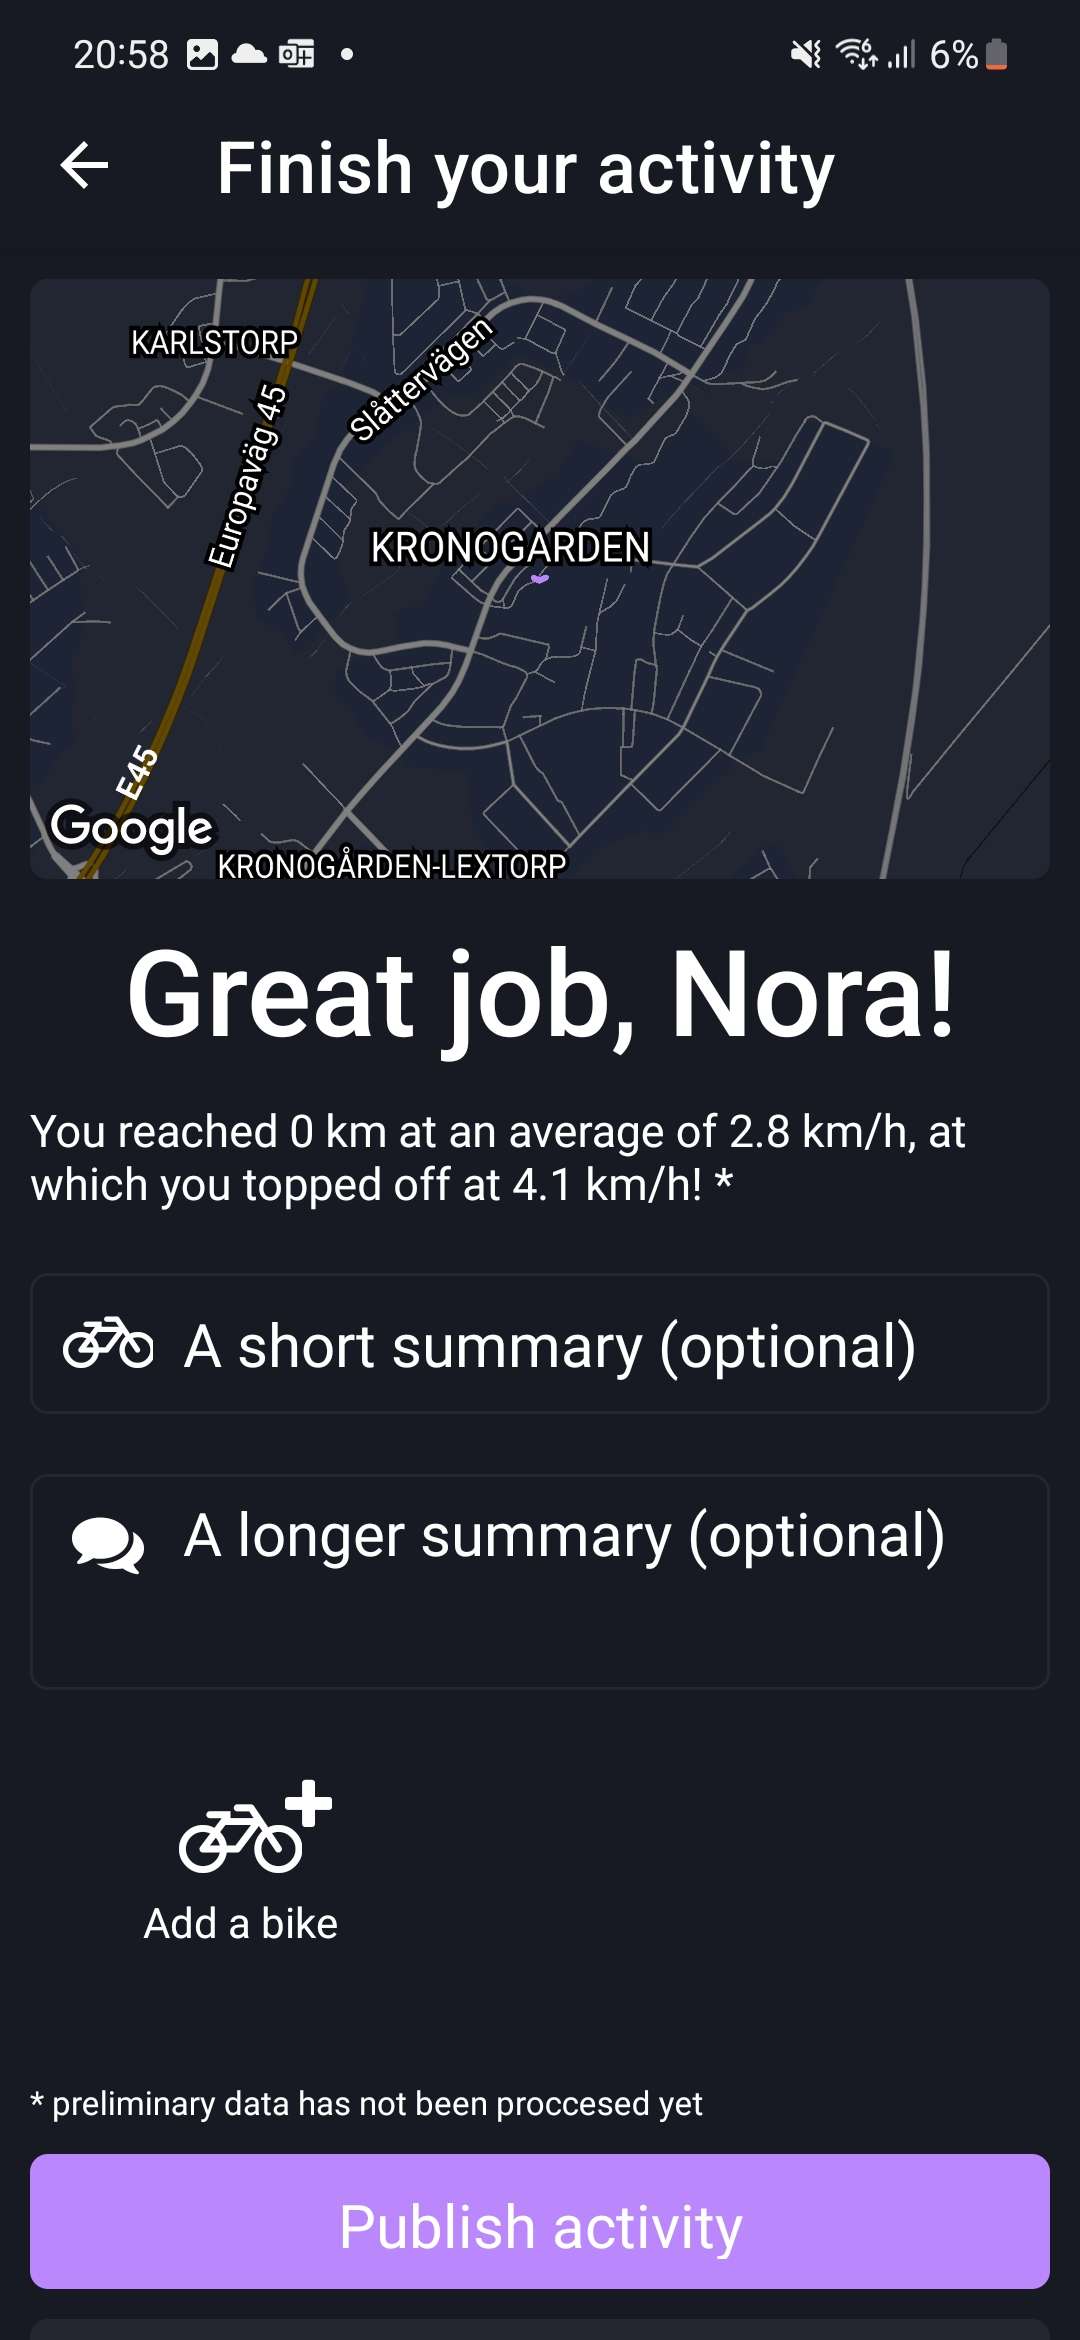 20:58
6%
Finish your activity
KARLSTORP
Slåttervägen
Europaväg 45
KRONOGARDEN
E45
Google
KRONOGÅRDEN-LEXTORP
Great job, Nora!
You reached 0 km at an average of 2.8 km/h, at
which you topped off at 4.1 km/h! *
A short summary (optional)
A longer summary (optional)
Add a bike
* preliminary data has not been proccesed yet
Publish activity